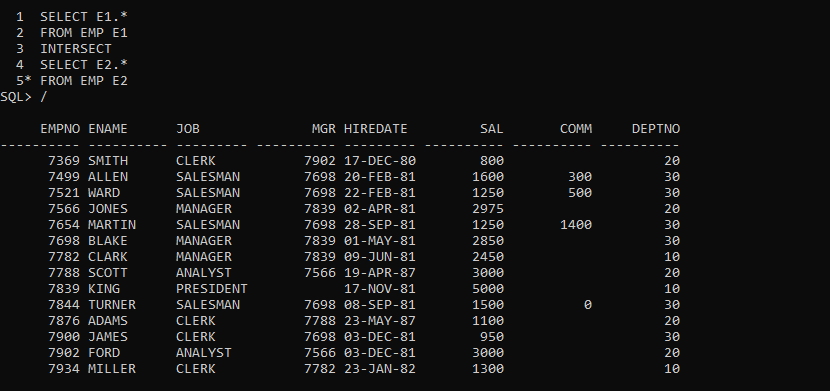 1  SELECT E1.*
  2  FROM EMP E1
  3  INTERSECT
  4  SELECT E2.*
  5* FROM EMP E2
SQL> /
     EMPNO ENAME      JOB              MGR HIREDATE         SAL       COMM     DEPTNO
---------- ---------- --------- ---------- --------- ---------- ---------- ----------
      7369 SMITH      CLERK           7902 17-DEC-80        800                    20
      7499 ALLEN      SALESMAN        7698 20-FEB-81       1600        300         30
      7521 WARD       SALESMAN        7698 22-FEB-81       1250        500         30
      7566 JONES      MANAGER         7839 02-APR-81       2975                    20
      7654 MARTIN     SALESMAN        7698 28-SEP-81       1250       1400         30
      7698 BLAKE      MANAGER         7839 01-MAY-81       2850                    30
      7782 CLARK      MANAGER         7839 09-JUN-81       2450                    10
      7788 SCOTT      ANALYST         7566 19-APR-87       3000                    20
      7839 KING       PRESIDENT            17-NOV-81       5000                    10
      7844 TURNER     SALESMAN        7698 08-SEP-81       1500          0         30
      7876 ADAMS      CLERK           7788 23-MAY-87       1100                    20
      7900 JAMES      CLERK           7698 03-DEC-81        950                    30
      7902 FORD       ANALYST         7566 03-DEC-81       3000                    20
      7934 MILLER     CLERK           7782 23-JAN-82       1300                    10